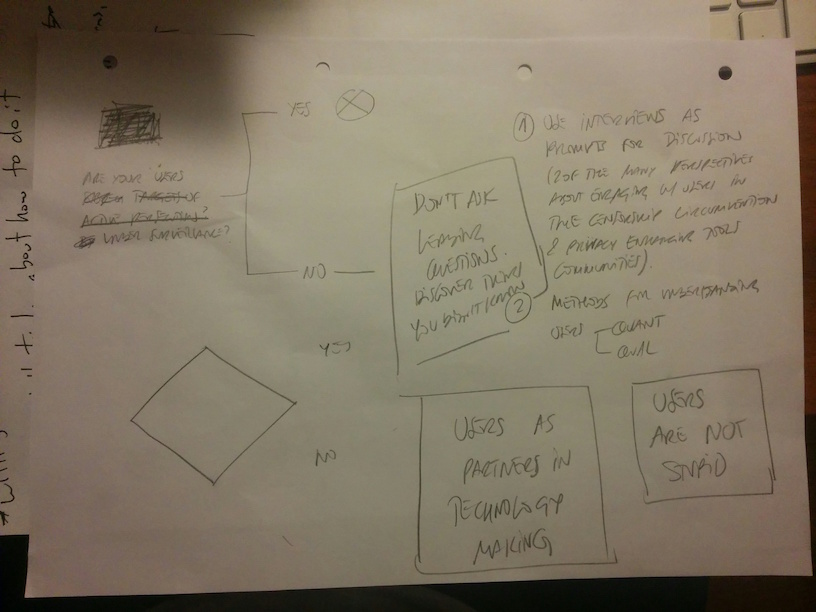 ARE YOUR USERS
TARGETS OF
ACTIVE
UNDER SURVEILLANCE?
YES
NO
DON'T ASK
LEADING
QUESTIONS.
DISCOVER THINGS
YOU DIDN'T KNOW
2
1 USE INTERVIEWS AS
PROMPTS FOR DISCUSSION
(2 OF THE MANY PERSPECTIVES
ABOUT ENGAGING W/ USERS IN
THE CENSORSHIP CIRCUMVENTION
& PRIVACY ENHANCING TOOLS
COMMUNITIES).
METHODS FOR UNDERSTANDING
USERS QUANT
QUAL
YES
NO
USERS AS
PARTNERS IN
TECHNOLOGY
MAKING
USERS
ARE NOT
STUPID
about how to do it